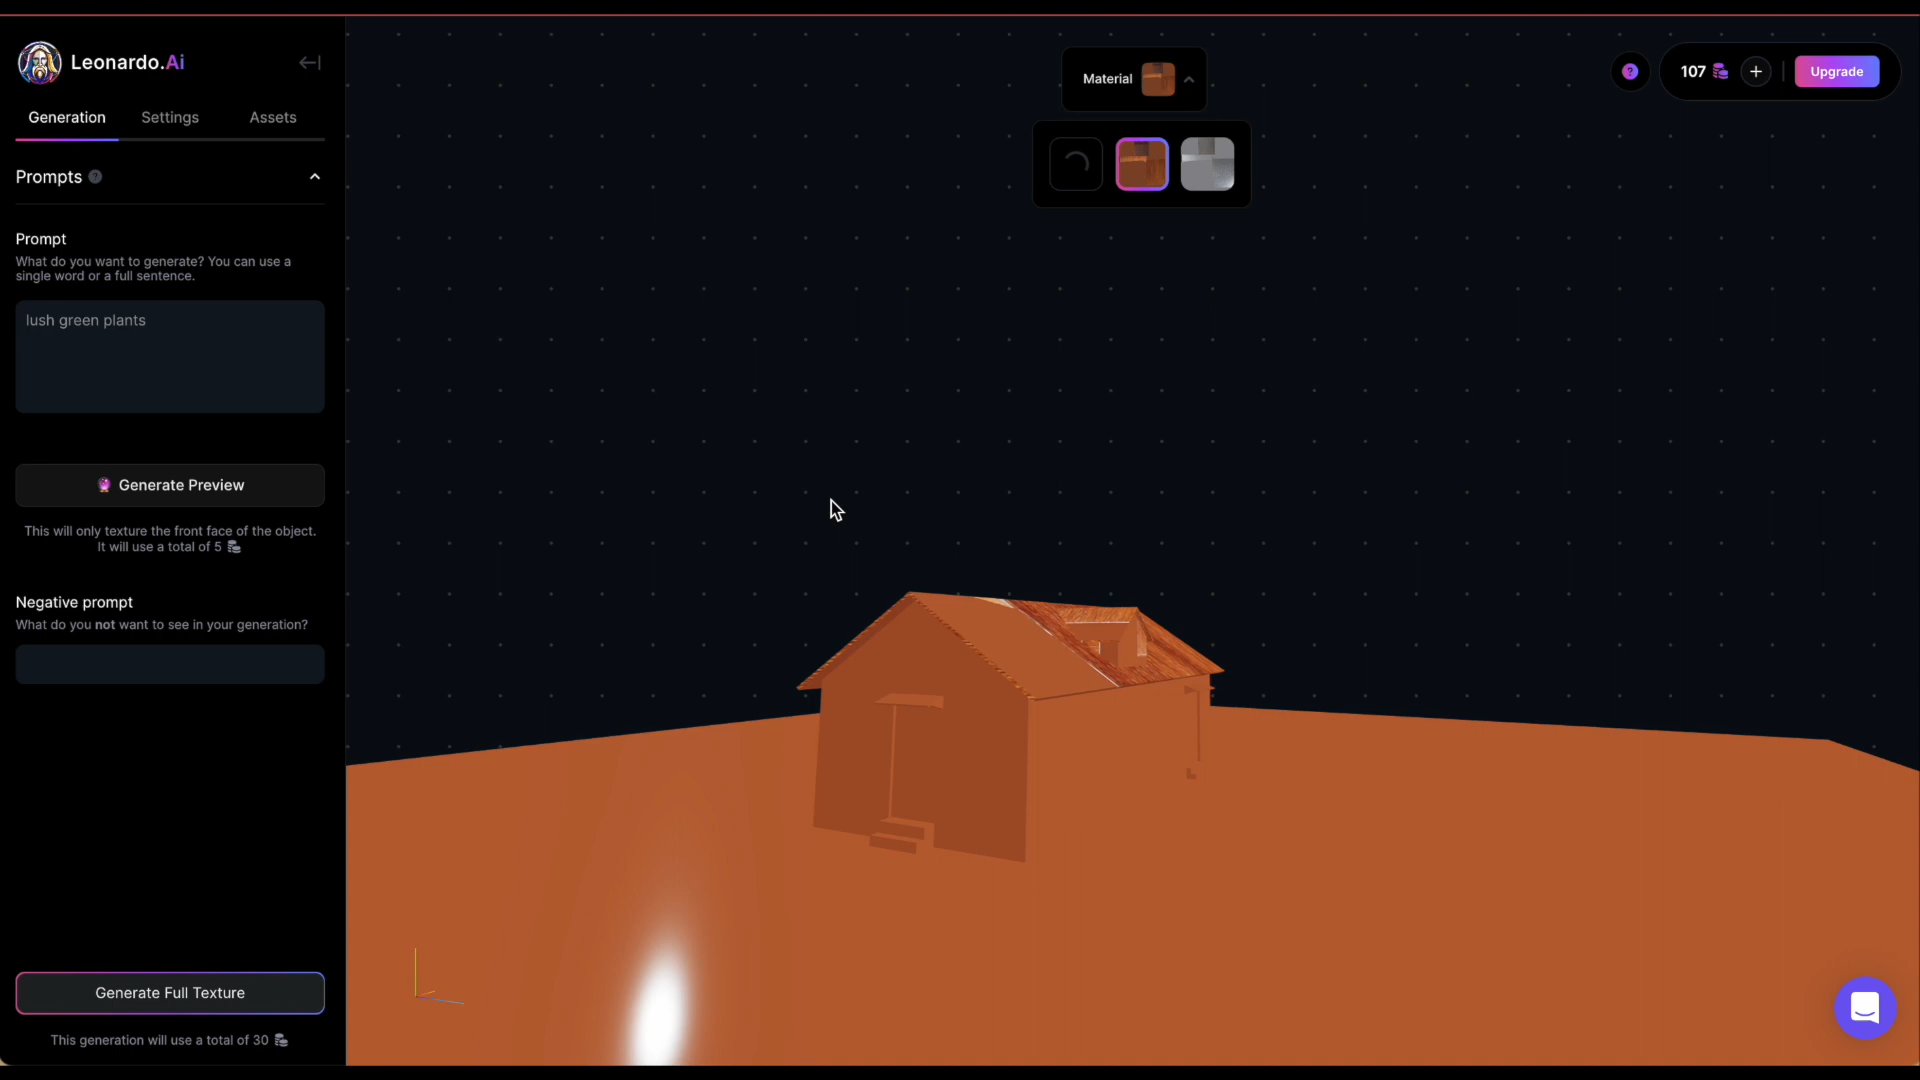 Leonardo.Ai
Generation
Settings
Assets
Prompts
?
Prompt
What do you want to generate? You can use a
single word or a full sentence.
lush green plants
Generate Preview
This will only texture the front face of the object.
It will use a total of 5
Negative prompt
What do you not want to see in your generation?
Generate Full Texture
This generation will use a total of 30
Material
?
107
+
Upgrade